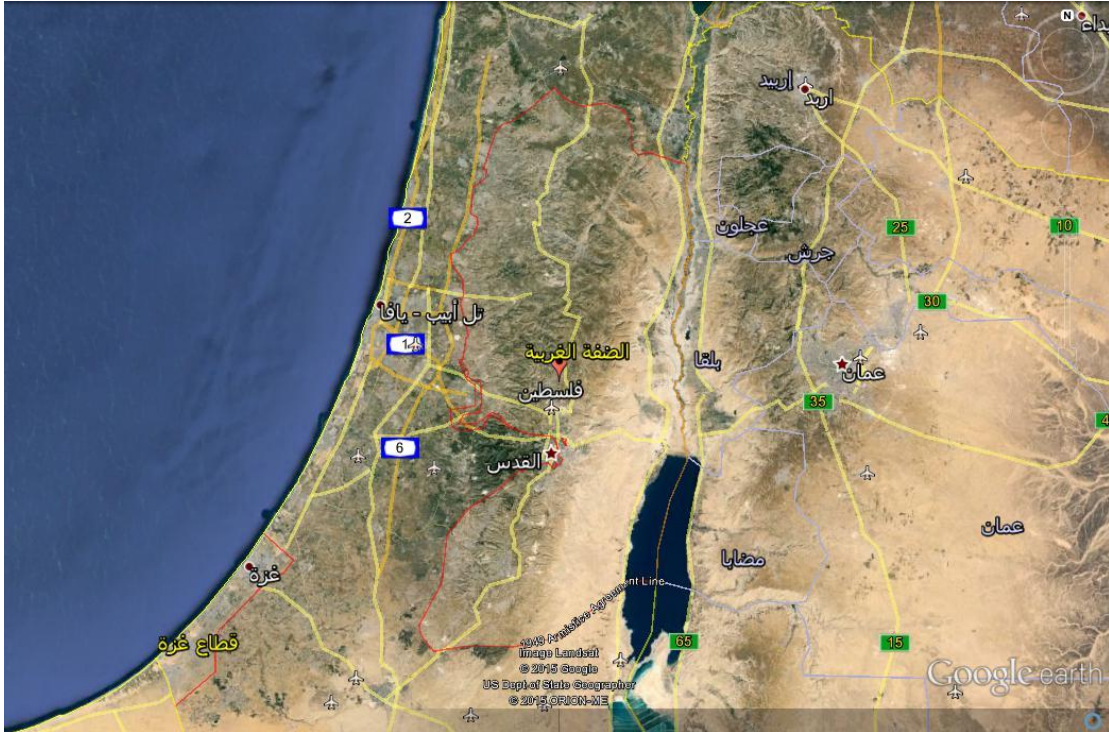 N
إربيد
اربد
2
عجلون
25
10
جرش
30
تل أبيب - يافا
1
الضفة الغربية
بلقا
عمان
فلسطين
35
6
القدس
عمان
مضابا
غزة
1949 Armistice Agreement Line
قطاع غزة
65
15
Image Landsat
© 2015 Google
US Dept of State Geographer
© 2015 ORION-ME
Google earth